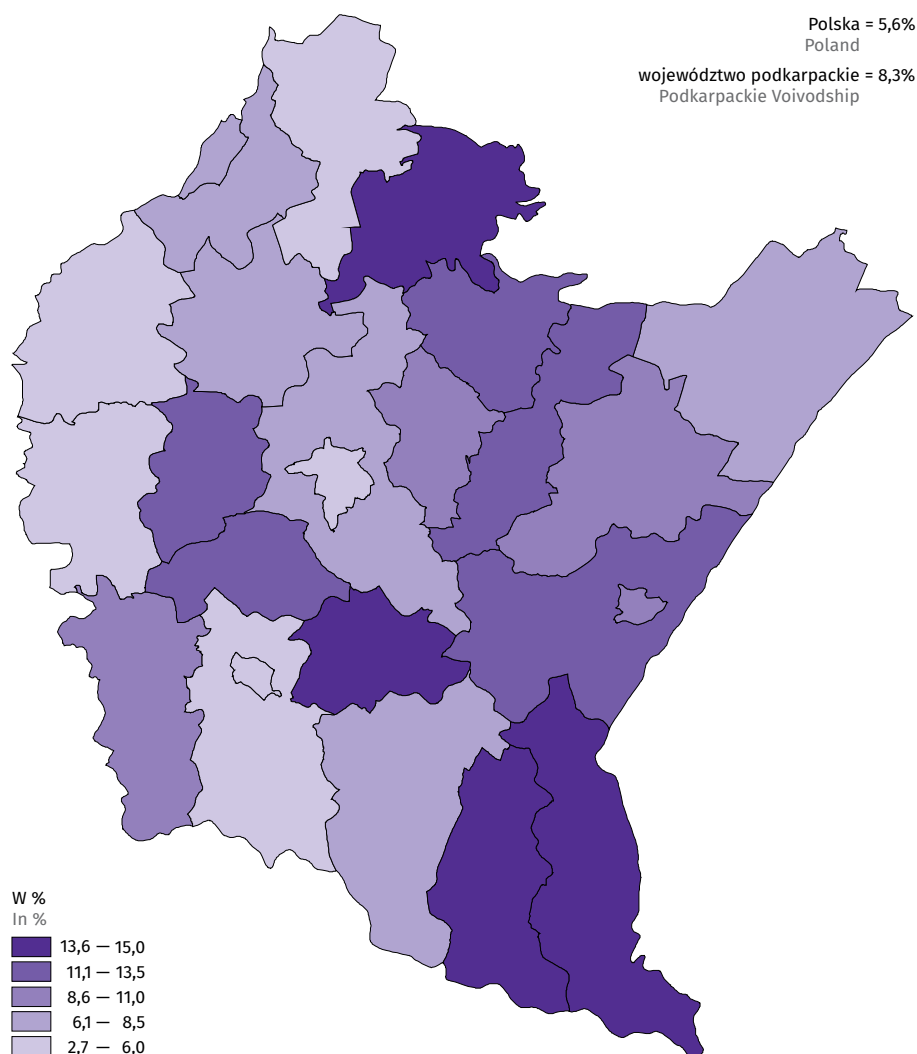 Polska = 5,6%
Poland
województwo podkarpackie = 8,3%
Podkarpackie Voivodship
W %
In %
13,6 — 15,0
11,1 — 13,5
8,6 — 11,0
6,1 — 8,5
2,7 — 6,0